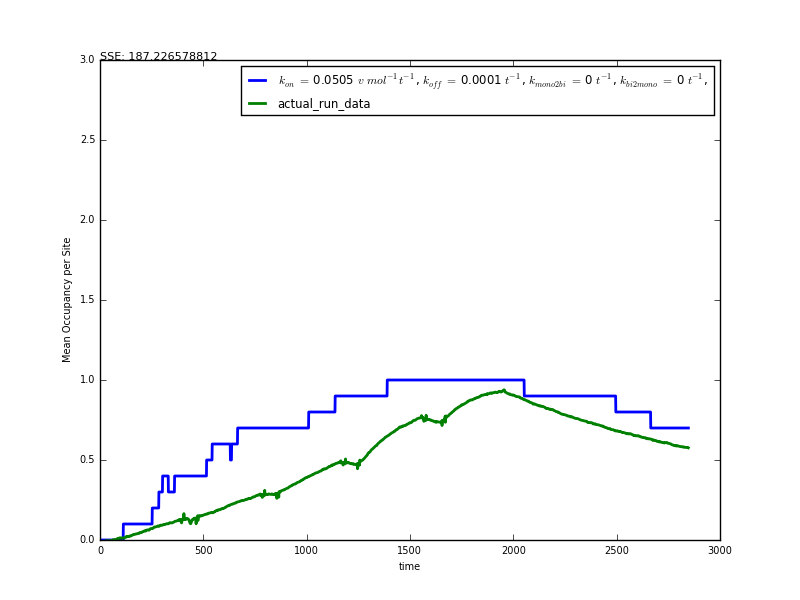 SSE: 187.226578812
k_on = 0.0505 v mol^-1 t^-1, k_off = 0.0001 t^-1, k_mono2bi = 0 t^-1, k_bi2mono = 0 t^-1,
actual_run_data
Mean Occupancy per Site
3.0
2.5
2.0
1.5
1.0
0.5
0.0
0 500 1000 1500 2000 2500 3000
time